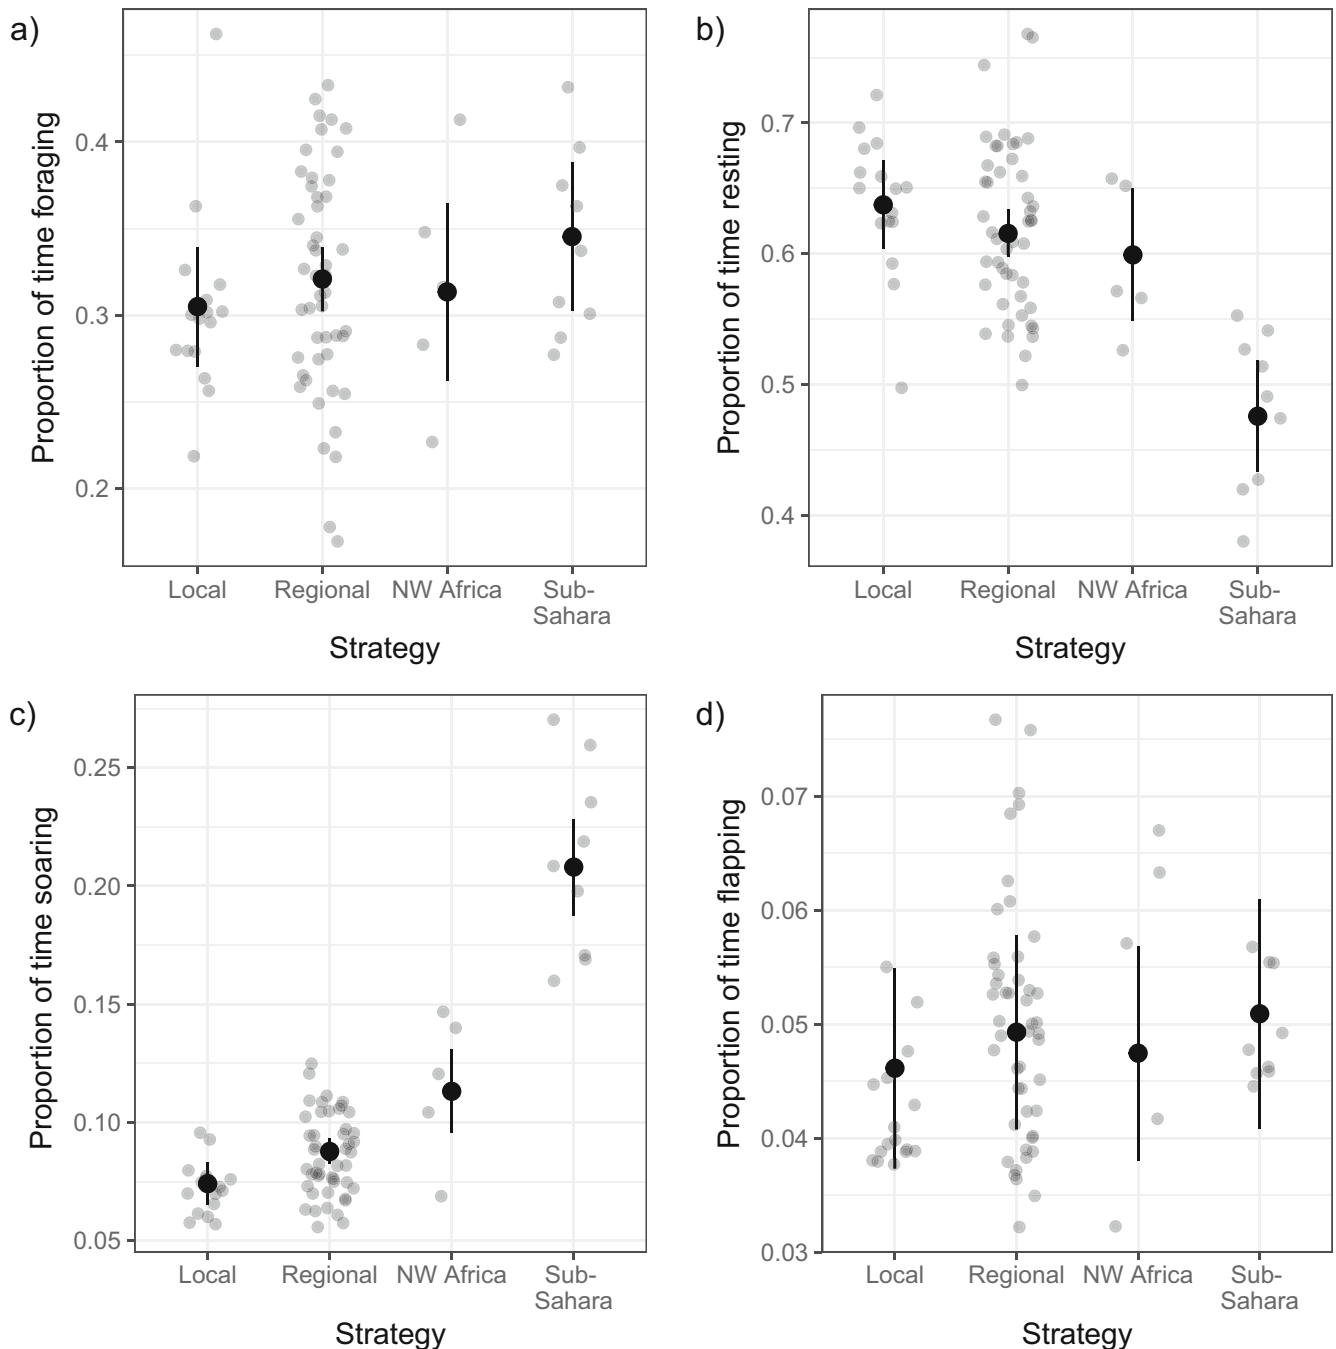 a)
Proportion of time foraging
0.4
0.3
0.2
Local
Regional
NW Africa
Sub-
Sahara
Strategy
b)
Proportion of time resting
0.7
0.6
0.5
0.4
Local
Regional
NW Africa
Sub-
Sahara
Strategy
c)
Proportion of time soaring
0.25
0.20
0.15
0.10
0.05
Local
Regional
NW Africa
Sub-
Sahara
Strategy
d)
Proportion of time flapping
0.07
0.06
0.05
0.04
0.03
Local
Regional
NW Africa
Sub-
Sahara
Strategy